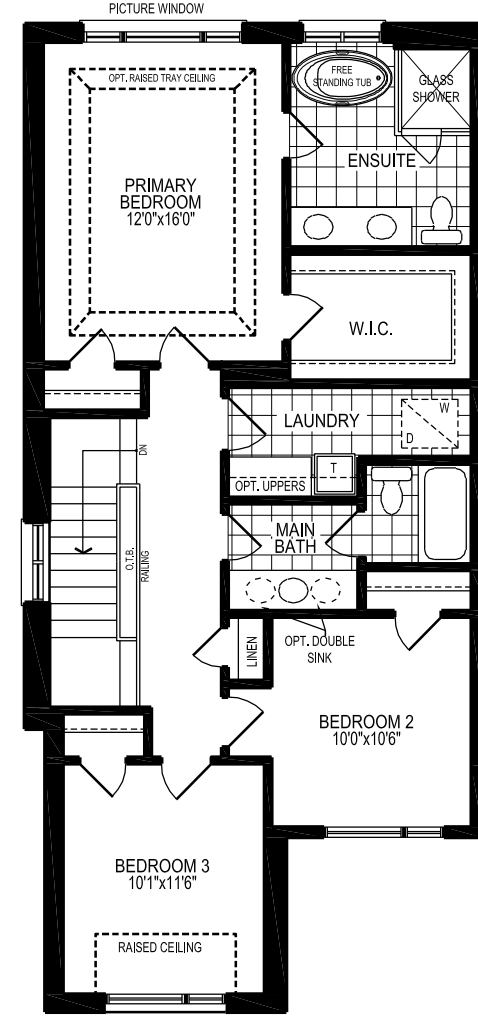 PICTURE WINDOW
OPT. RAISED TRAY CEILING
FREE
STANDING TUB
GLASS
SHOWER
ENSUITE
PRIMARY
BEDROOM
12'0"x16'0"
W.I.C.
LAUNDRY
W
D
T
OPT. UPPERS
DN
O.T.B.
RAILING
MAIN
BATH
LINEN
OPT. DOUBLE
SINK
BEDROOM 2
10'0"x10'6"
BEDROOM 3
10'1"x11'6"
RAISED CEILING